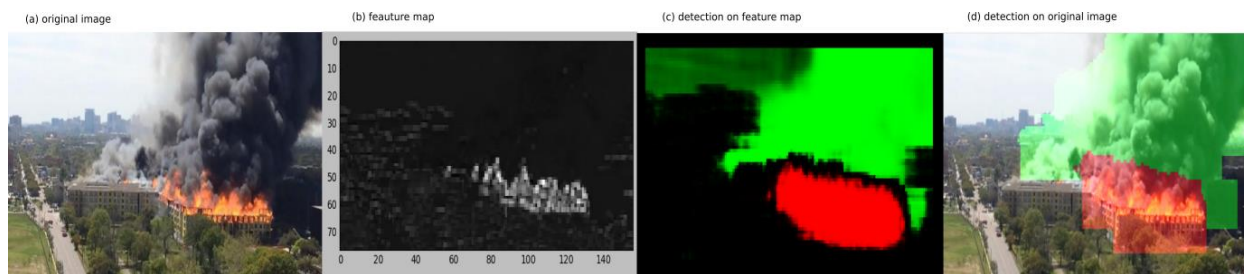 (a) original image
(b) feauture map
(c) detection on feature map
(d) detection on original image
0
10
20
30
40
50
60
70
0 20 40 60 80 100 120 140